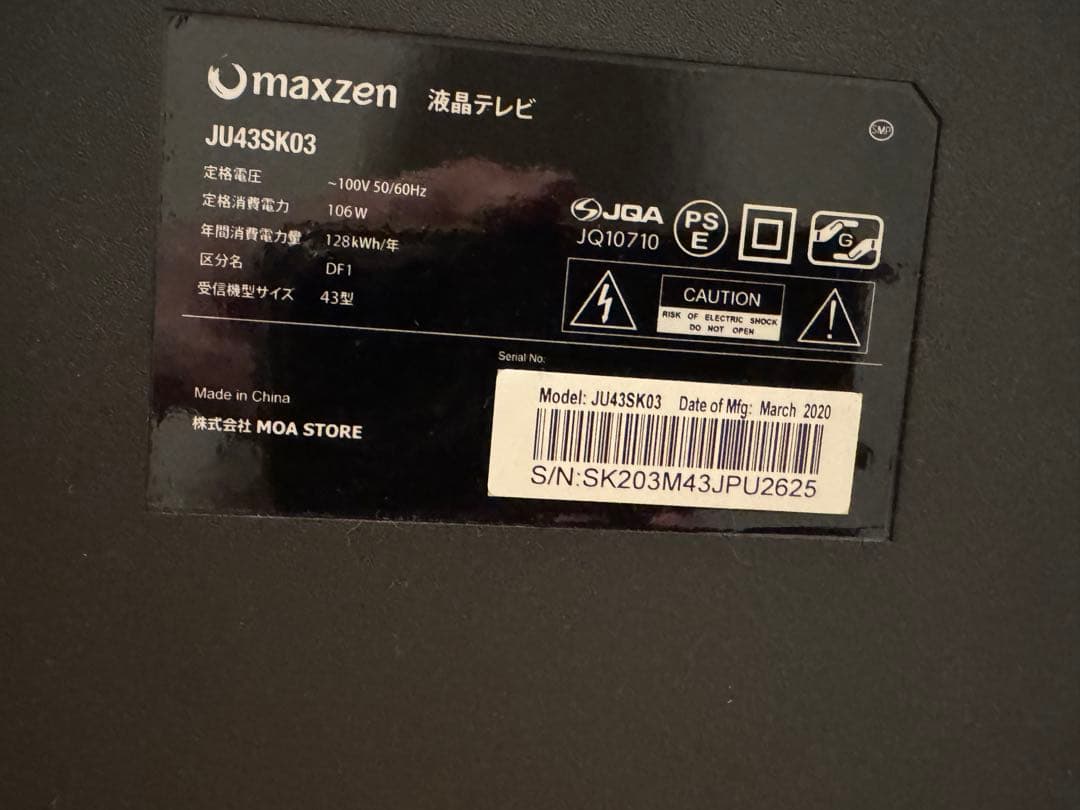 maxzen 液晶テレビ
SMP
JU43SK03
定格電圧 ~100V 50/60Hz
定格消費電力 106W
年間消費電力量 128kWh/年
区分名 DF1
受信機型サイズ 43型
JQA
JQ10710
PS
E
G
CAUTION
RISK OF ELECTRIC SHOCK
DO NOT OPEN
Serial No:
Made in China
株式会社 MOA STORE
Model: JU43SK03 Date of Mfg: March 2020
S/N:SK203M43JPU2625